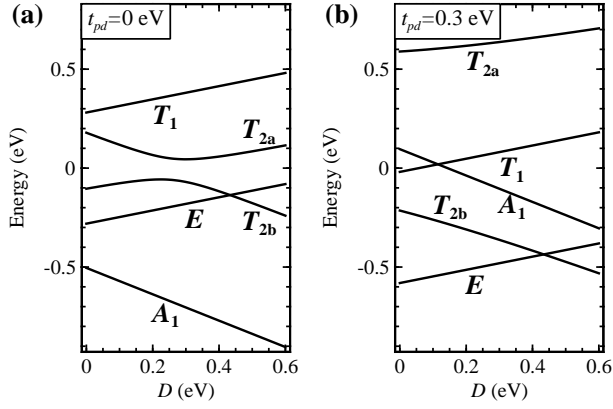 (a)
t_pd=0 eV
Energy (eV)
0.5
0
-0.5
T₁
T₂ₐ
E
T₂b
A₁
0 0.2 0.4 0.6
D (eV)
(b)
t_pd=0.3 eV
Energy (eV)
0.5
0
-0.5
T₂ₐ
T₁
A₁
T₂b
E
0 0.2 0.4 0.6
D (eV)